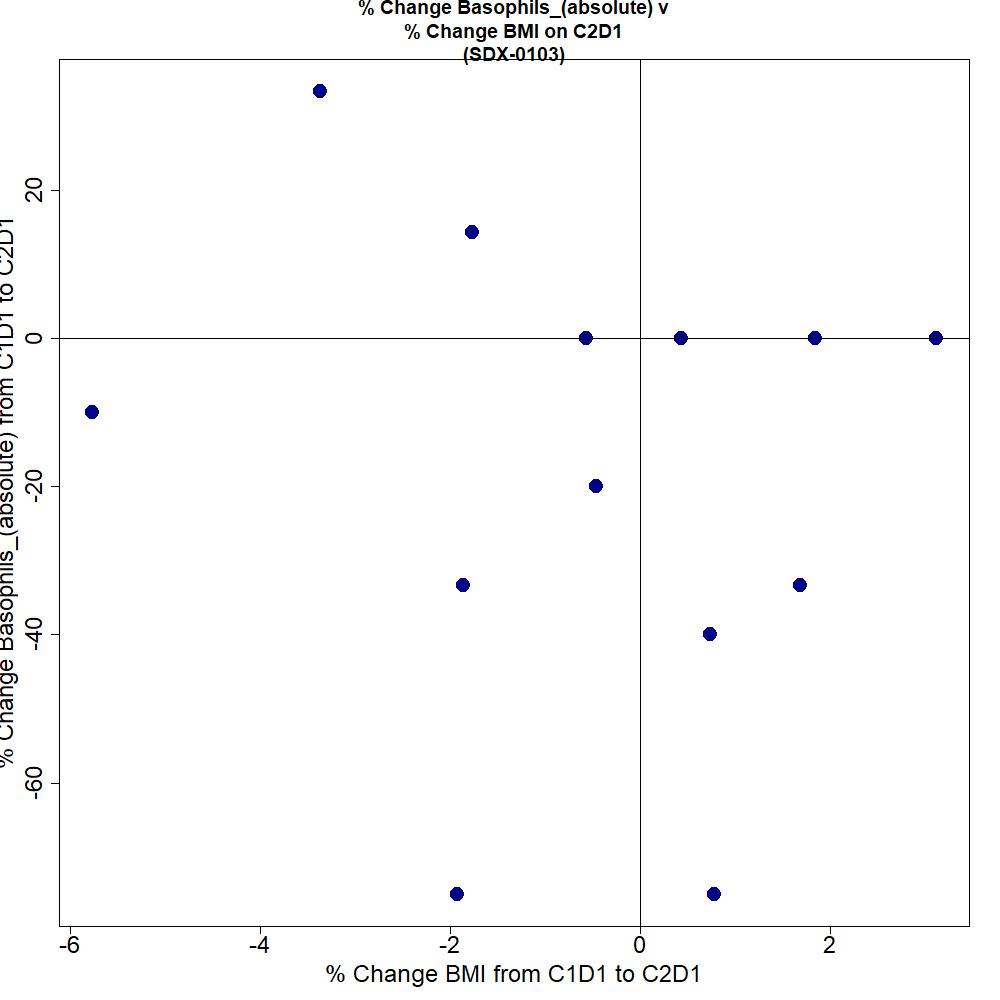 % Change Basophils_(absolute) v
% Change BMI on C2D1
(SDX-0103)
% Change Basophils_(absolute) from C1D1 to C2D1
20
0
-20
-40
-60
-6
-4
-2
0
2
% Change BMI from C1D1 to C2D1